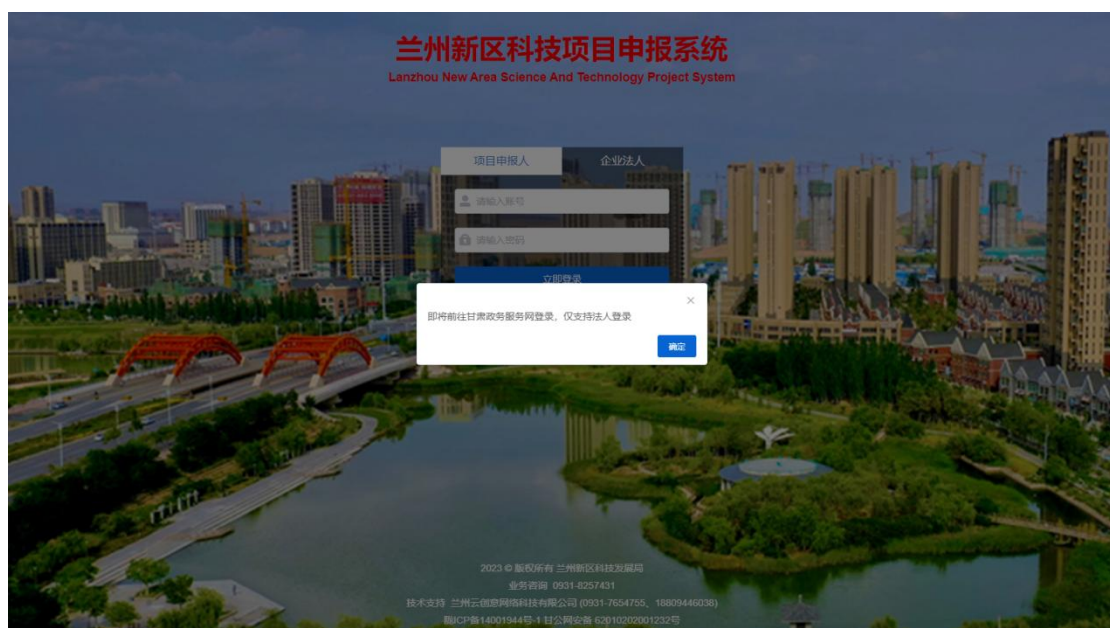 兰州新区科技项目申报系统
Lanzhou New Area Science And Technology Project System
项目申报人
企业法人
请输入账号
请输入密码
立即登录
即将前往甘肃政务服务网登录，仅支持法人登录
确定
2023 © 版权所有 兰州新区科技发展局
业务咨询 0931-8257431
技术支持 兰州云创意网络科技有限公司 (0931-7654755、18809446038)
陇ICP备14001944号-1 甘公网安备 62010202001232号